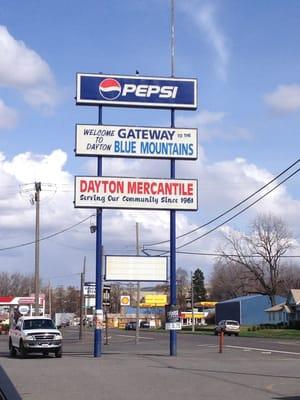 PEPSI
WELCOME TO DAYTON
GATEWAY TO THE
BLUE MOUNTAINS
DAYTON MERCANTILE
Serving Our Community Since 1961